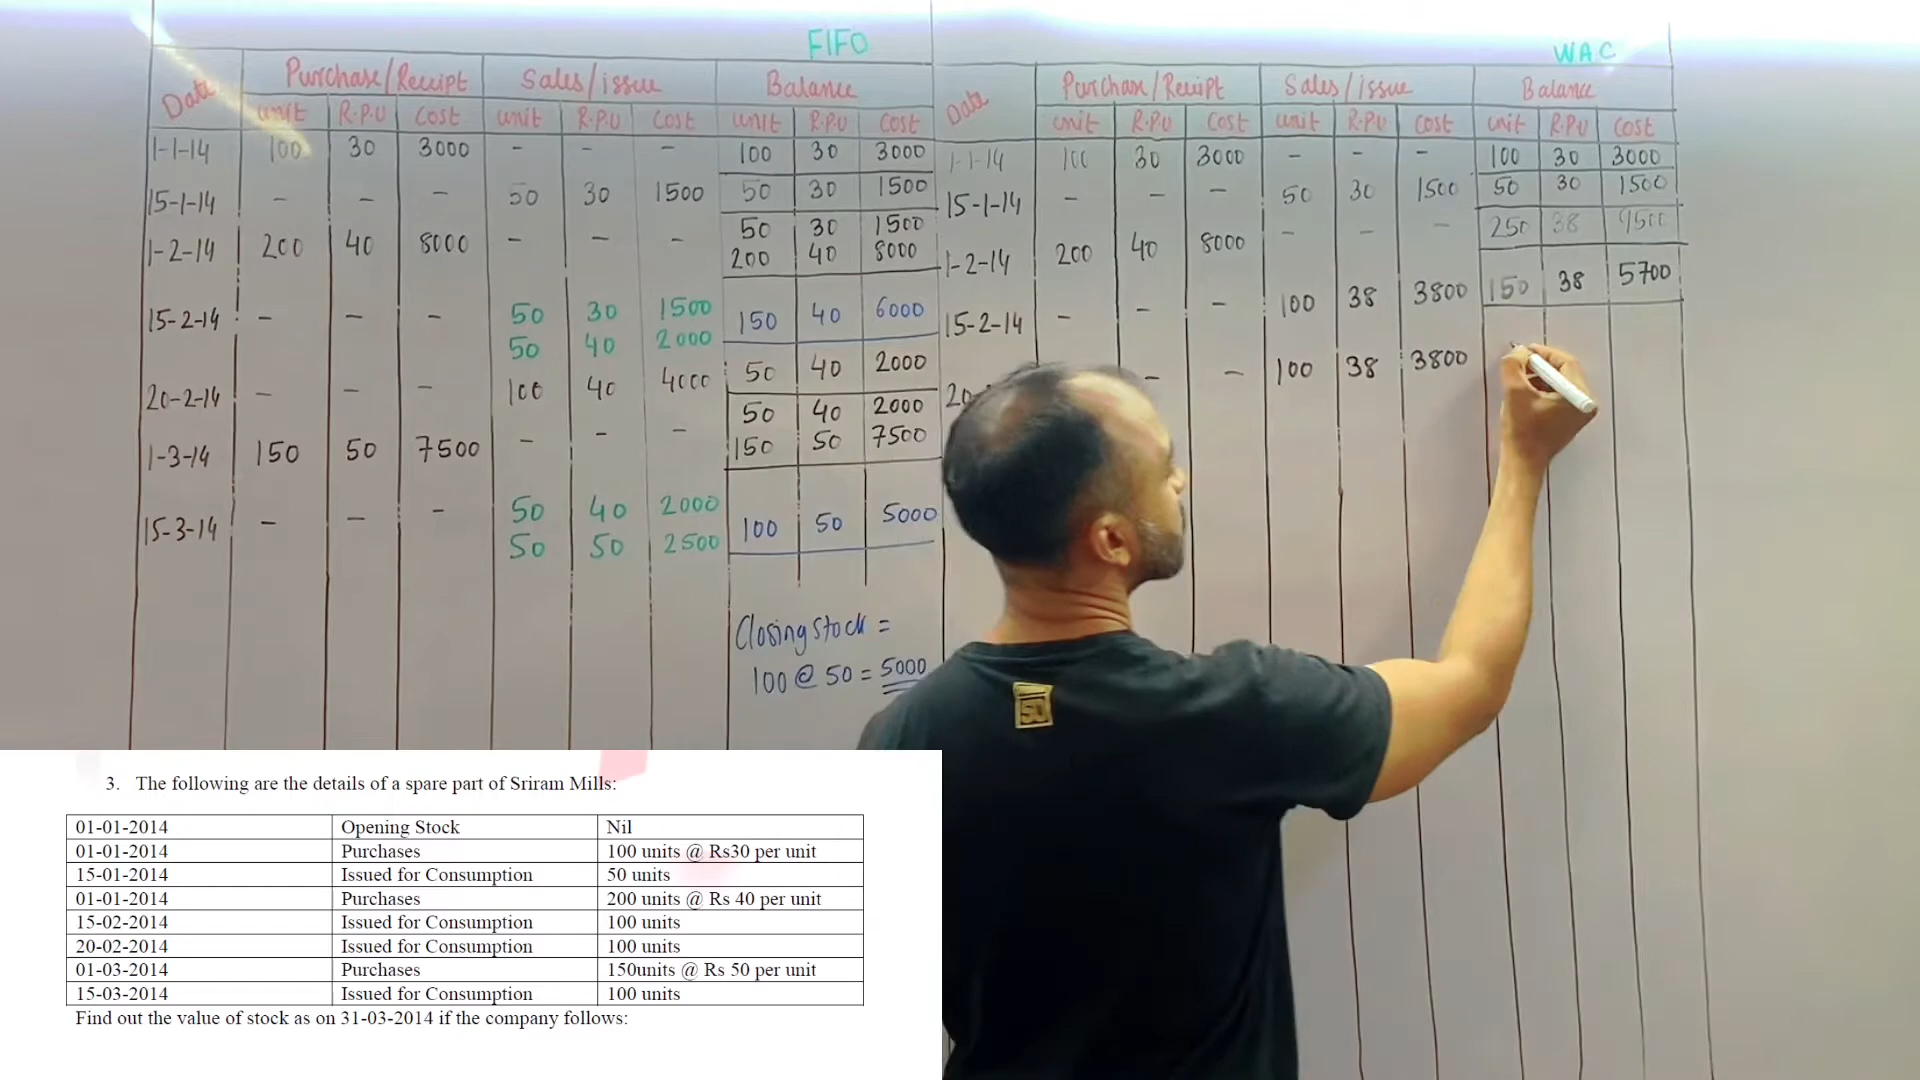 FIFO
Date Purchase/Receipt Sales/issue Balance
unit R.P.U Cost unit R.P.U Cost unit R.P.U Cost
1-1-14 100 30 3000 - - - 100 30 3000
15-1-14 - - - 50 30 1500 50 30 1500
1-2-14 200 40 8000 - - - 50 30 1500
200 40 8000
15-2-14 - - - 50 30 1500 150 40 6000
50 40 2000
20-2-14 - - - 100 40 4000 50 40 2000
1-3-14 150 50 7500 - - - 50 40 2000
150 50 7500
15-3-14 - - - 50 40 2000 100 50 5000
50 50 2500
Closing stock =
100 @ 50 = 5000
WAC
Date Purchase/Receipt Sales/issue Balance
unit R.P.U Cost unit R.P.U Cost unit R.P.U Cost
1-1-14 100 30 3000 - - - 100 30 3000
15-1-14 - - - 50 30 1500 50 30 1500
1-2-14 200 40 8000 - - - 250 38 9500
15-2-14 - - - 100 38 3800 150 38 5700
20 - - 100 38 3800
50
3. The following are the details of a spare part of Sriram Mills:
01-01-2014 Opening Stock Nil
01-01-2014 Purchases 100 units @ Rs30 per unit
15-01-2014 Issued for Consumption 50 units
01-01-2014 Purchases 200 units @ Rs 40 per unit
15-02-2014 Issued for Consumption 100 units
20-02-2014 Issued for Consumption 100 units
01-03-2014 Purchases 150units @ Rs 50 per unit
15-03-2014 Issued for Consumption 100 units
Find out the value of stock as on 31-03-2014 if the company follows: